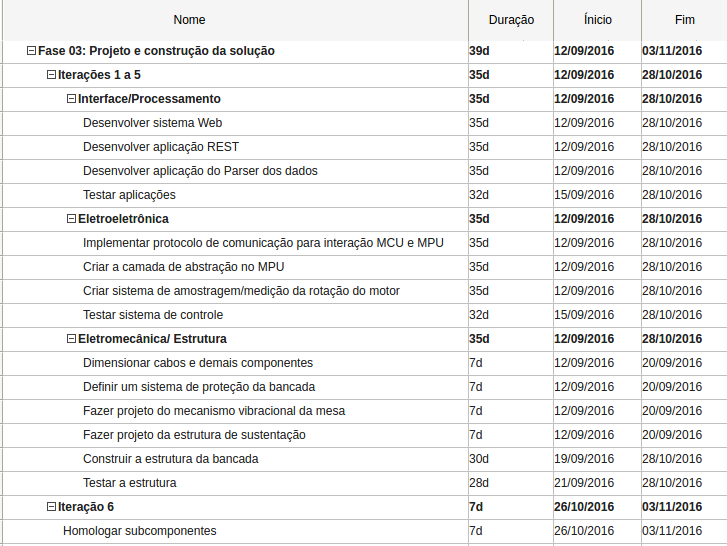 Nome Duração Ínicio Fim
Fase 03: Projeto e construção da solução 39d 12/09/2016 03/11/2016
Iterações 1 a 5 35d 12/09/2016 28/10/2016
Interface/Processamento 35d 12/09/2016 28/10/2016
Desenvolver sistema Web 35d 12/09/2016 28/10/2016
Desenvolver aplicação REST 35d 12/09/2016 28/10/2016
Desenvolver aplicação do Parser dos dados 35d 12/09/2016 28/10/2016
Testar aplicações 32d 15/09/2016 28/10/2016
Eletroeletrônica 35d 12/09/2016 28/10/2016
Implementar protocolo de comunicação para interação MCU e MPU 35d 12/09/2016 28/10/2016
Criar a camada de abstração no MPU 35d 12/09/2016 28/10/2016
Criar sistema de amostragem/medição da rotação do motor 35d 12/09/2016 28/10/2016
Testar sistema de controle 32d 15/09/2016 28/10/2016
Eletromecânica/ Estrutura 35d 12/09/2016 28/10/2016
Dimensionar cabos e demais componentes 7d 12/09/2016 20/09/2016
Definir um sistema de proteção da bancada 7d 12/09/2016 20/09/2016
Fazer projeto do mecanismo vibracional da mesa 7d 12/09/2016 20/09/2016
Fazer projeto da estrutura de sustentação 7d 12/09/2016 20/09/2016
Construir a estrutura da bancada 30d 19/09/2016 28/10/2016
Testar a estrutura 28d 21/09/2016 28/10/2016
Iteração 6 7d 26/10/2016 03/11/2016
Homologar subcomponentes 7d 26/10/2016 03/11/2016